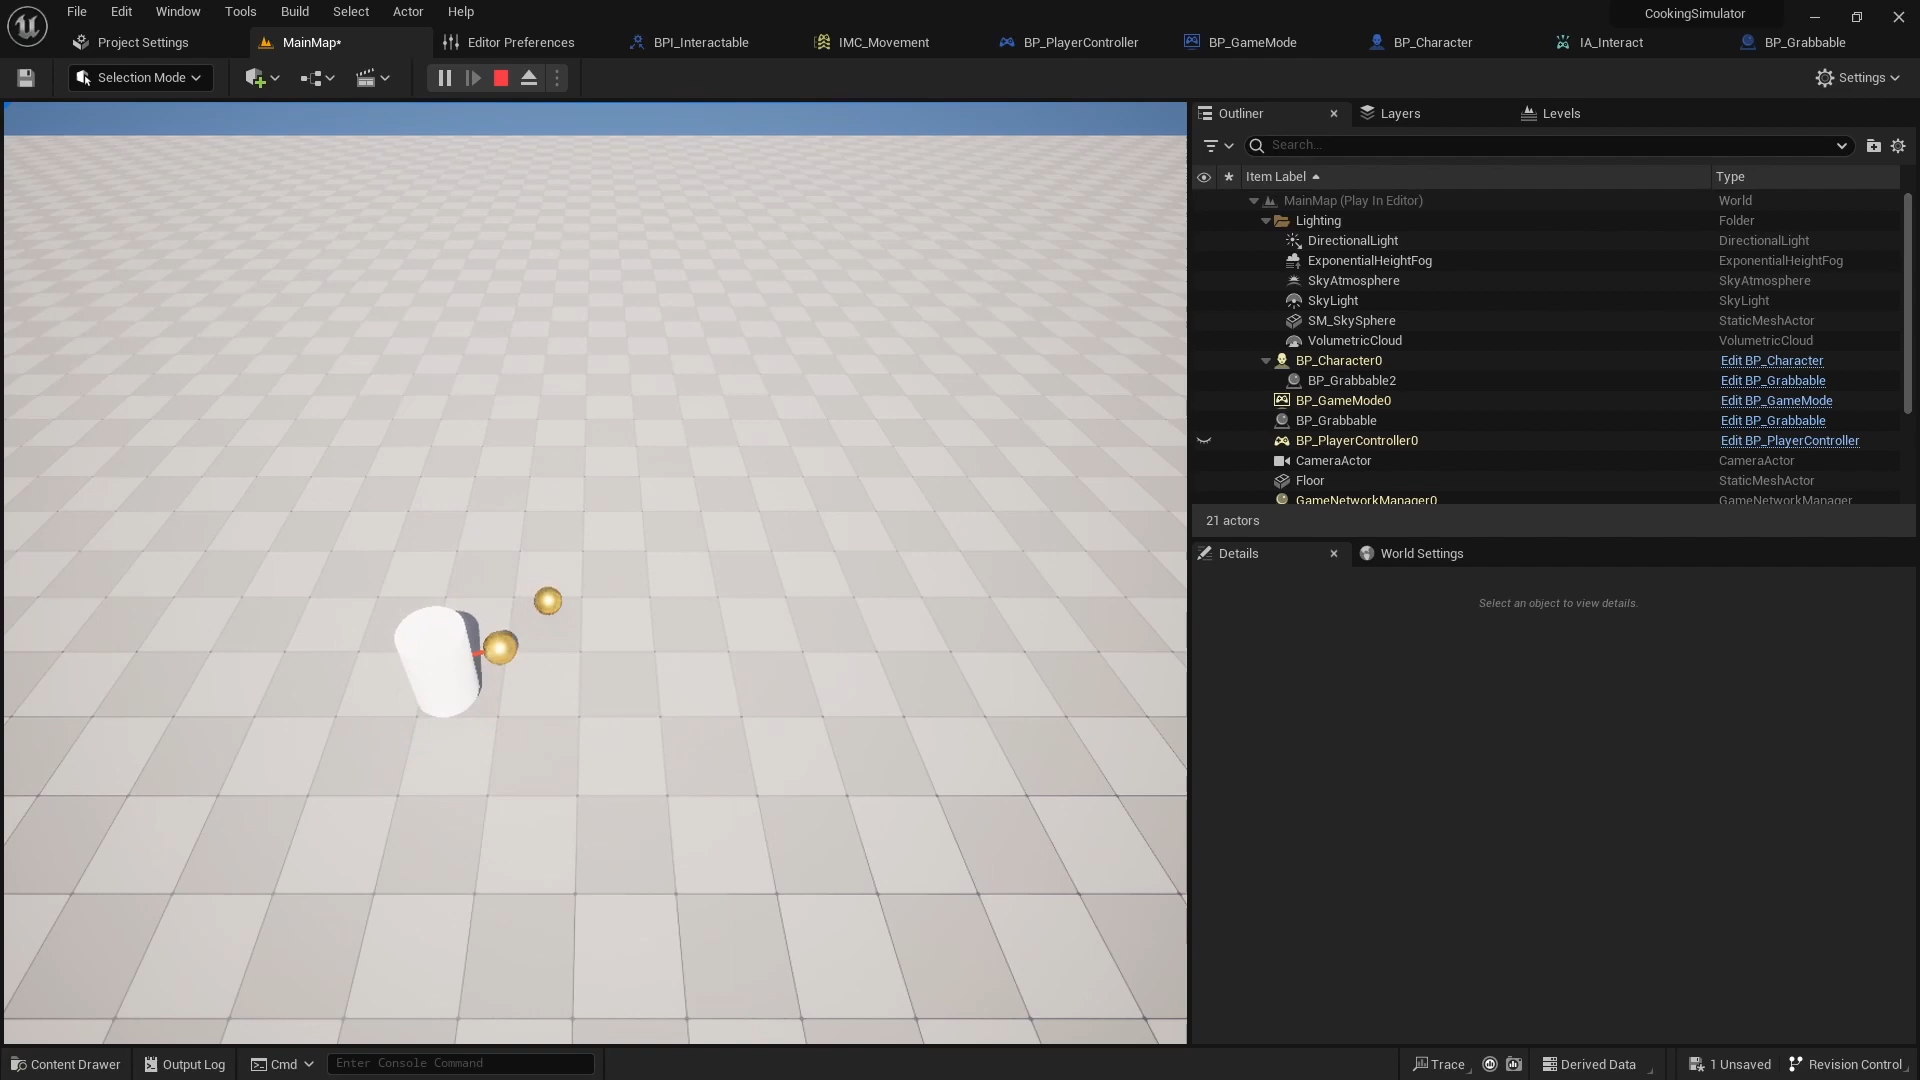 File Edit Window Tools Build Select Actor Help
CookingSimulator
Project Settings MainMap* Editor Preferences BPI_Interactable IMC_Movement BP_PlayerController BP_GameMode BP_Character IA_Interact BP_Grabbable
Selection Mode
Settings
Outliner Layers Levels
Search...
Item Label Type
MainMap (Play In Editor) World
Lighting Folder
DirectionalLight DirectionalLight
ExponentialHeightFog ExponentialHeightFog
SkyAtmosphere SkyAtmosphere
SkyLight SkyLight
SM_SkySphere StaticMeshActor
VolumetricCloud VolumetricCloud
BP_Character0 Edit BP_Character
BP_Grabbable2 Edit BP_Grabbable
BP_GameMode0 Edit BP_GameMode
BP_Grabbable Edit BP_Grabbable
BP_PlayerController0 Edit BP_PlayerController
CameraActor CameraActor
Floor StaticMeshActor
GameNetworkManager0 GameNetworkManager
21 actors
Details World Settings
Select an object to view details.
Content Drawer Output Log Cmd Enter Console Command Trace Derived Data 1 Unsaved Revision Control